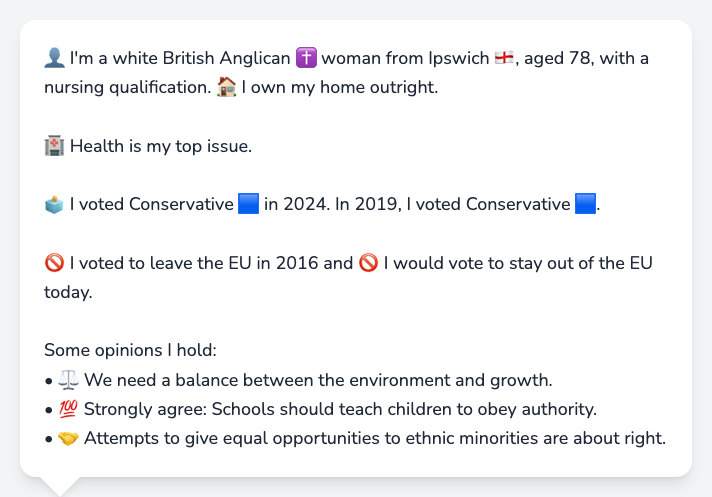 👤 I'm a white British Anglican ✝️ woman from Ipswich 🏴󠁧󠁢󠁥󠁮󠁧󠁿, aged 78, with a
nursing qualification. 🏠 I own my home outright.
🏥 Health is my top issue.
🗳️ I voted Conservative 🟦 in 2024. In 2019, I voted Conservative 🟦.
🚫 I voted to leave the EU in 2016 and 🚫 I would vote to stay out of the EU
today.
Some opinions I hold:
• ⚖️ We need a balance between the environment and growth.
• 💯 Strongly agree: Schools should teach children to obey authority.
• 🤝 Attempts to give equal opportunities to ethnic minorities are about right.